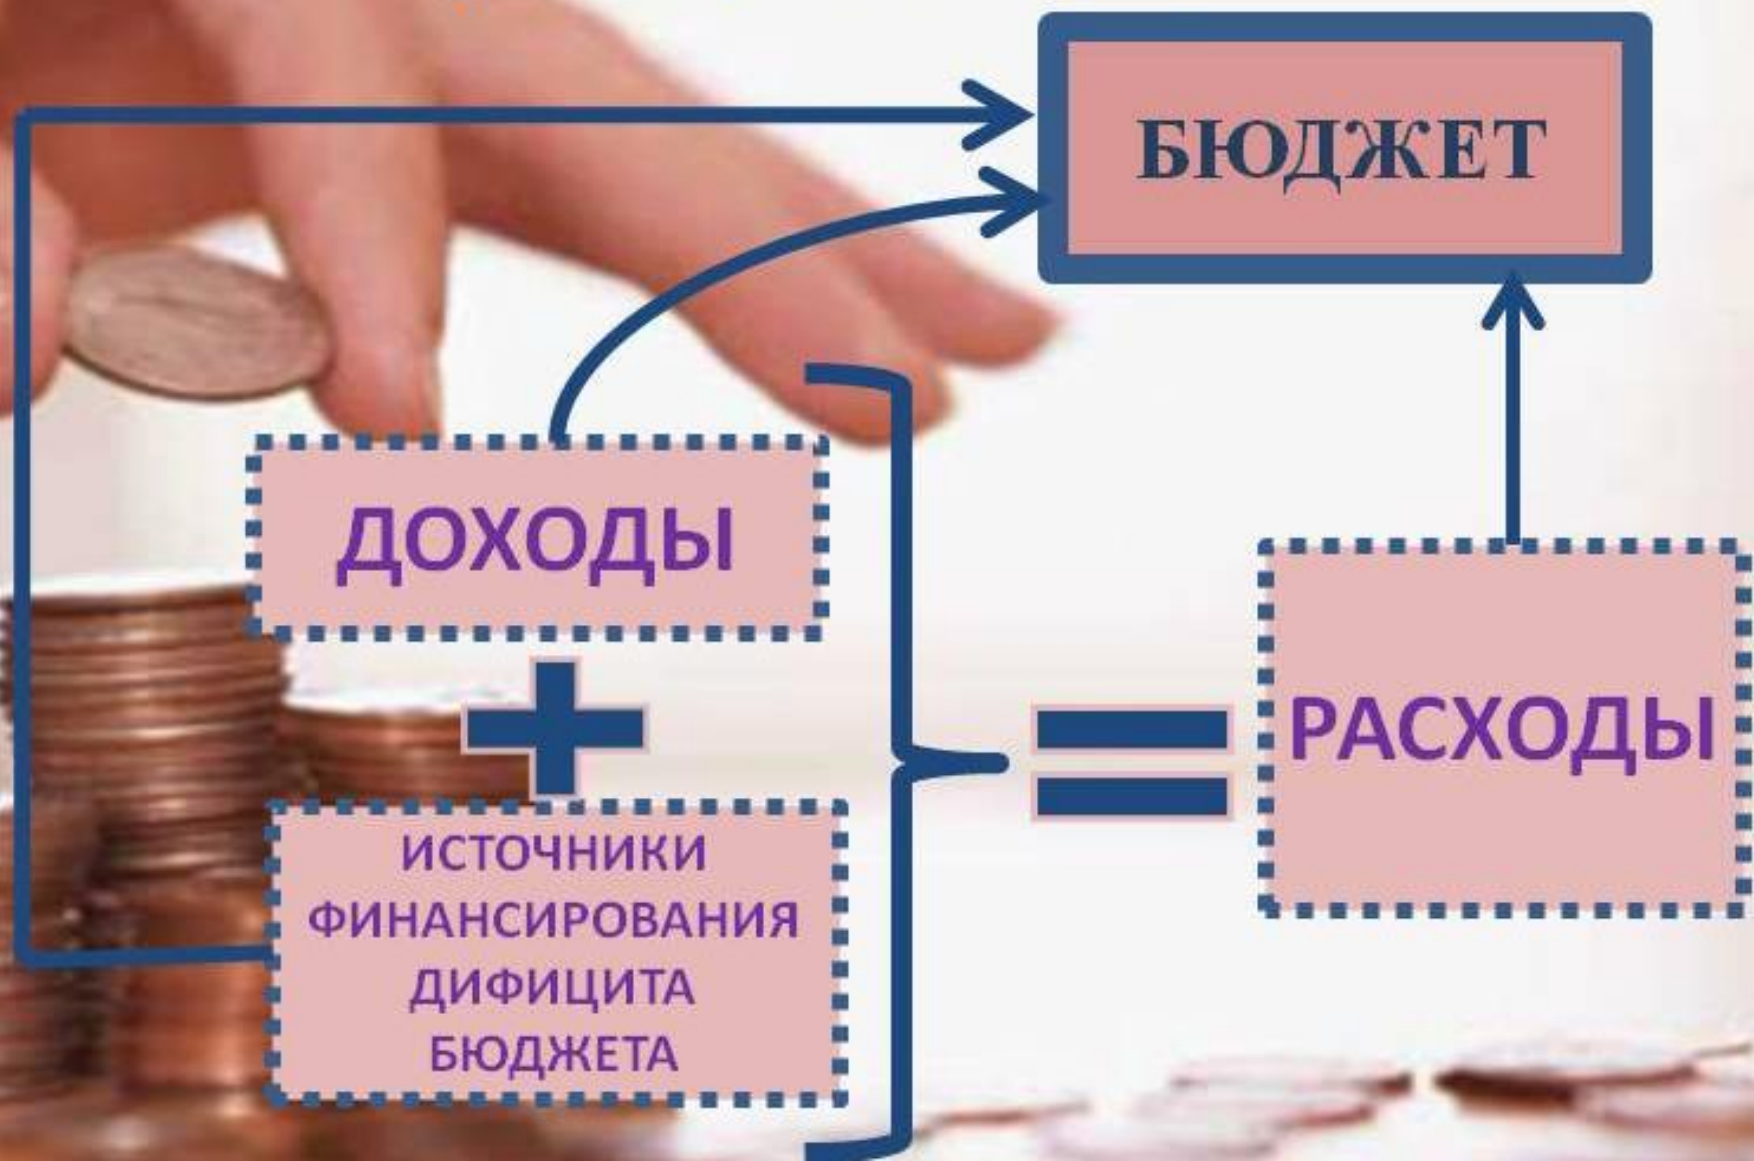 БЮДЖЕТ
ДОХОДЫ
РАСХОДЫ
ИСТОЧНИКИ
ФИНАНСИРОВАНИЯ
ДИФИЦИТА
БЮДЖЕТА